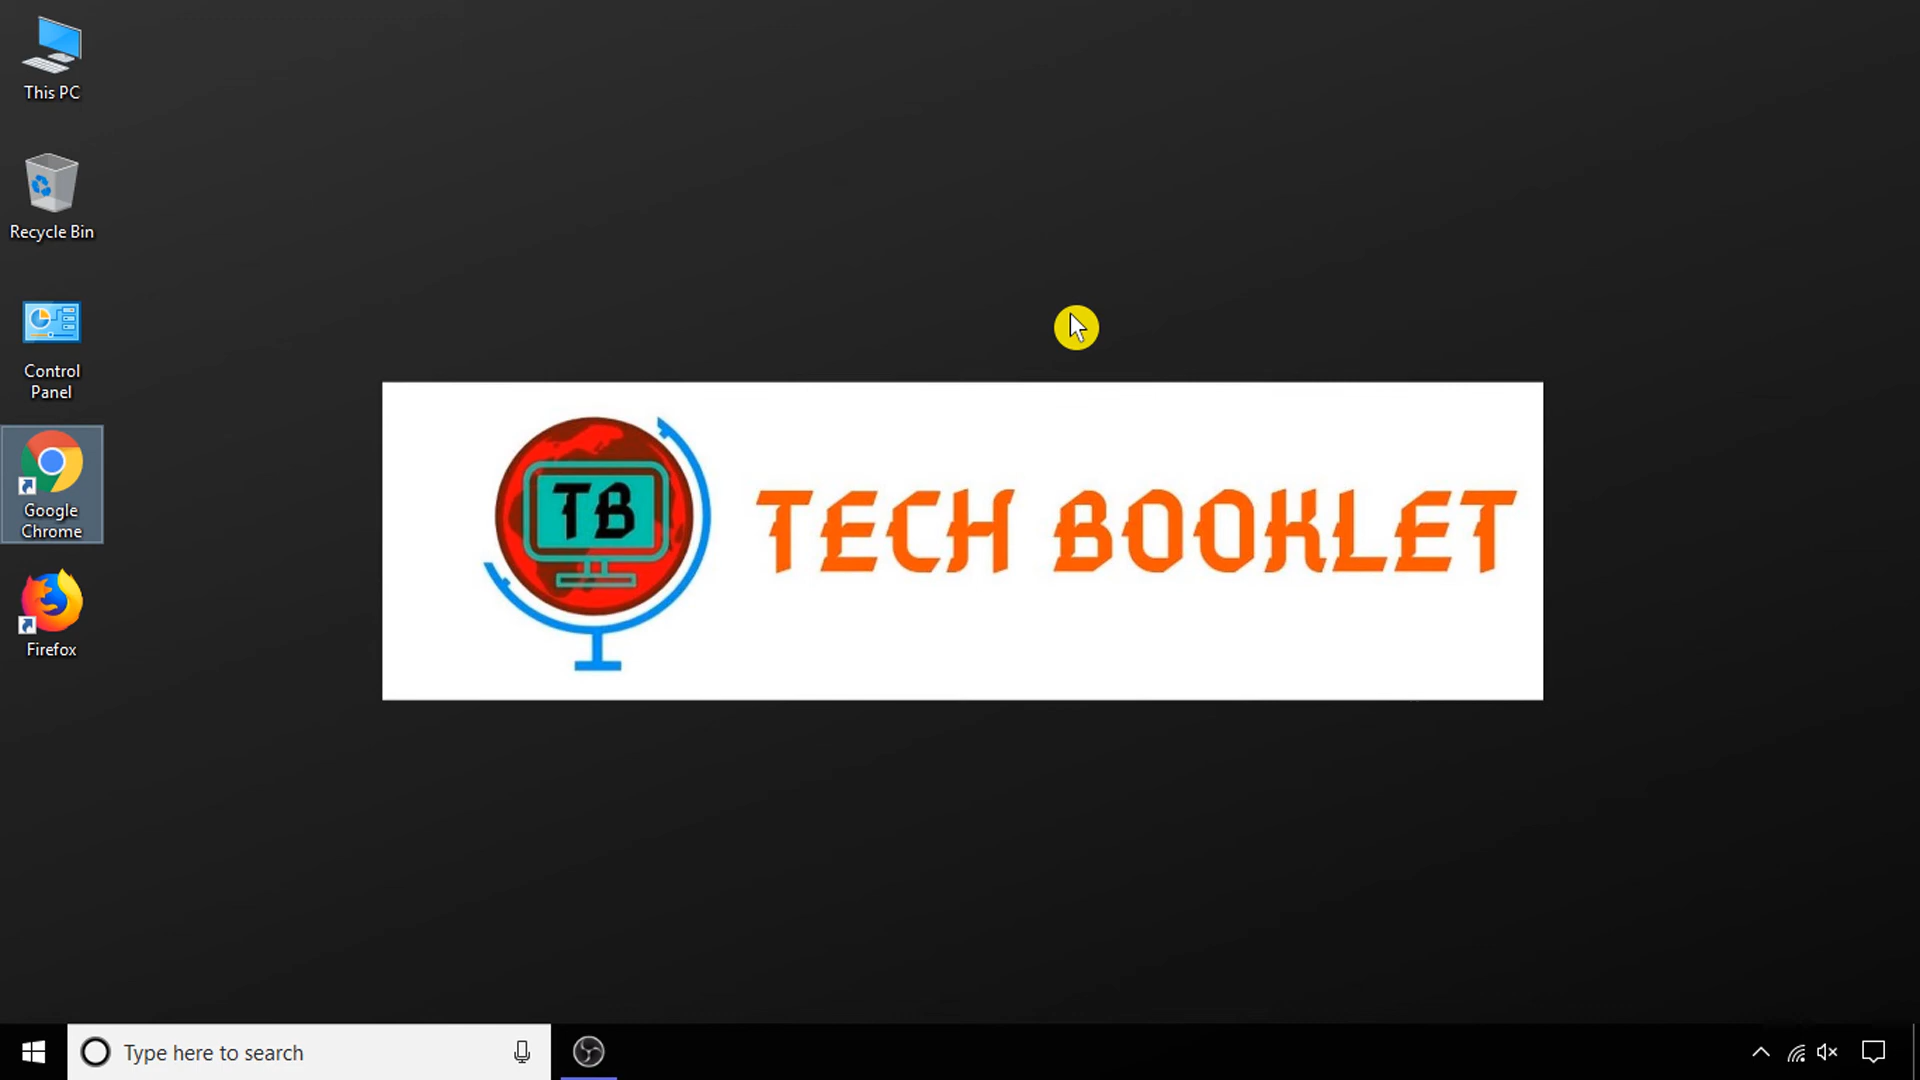 This PC
Recycle Bin
Control
Panel
Google
Chrome
Firefox
TB
TECH BOOKLET
Type here to search